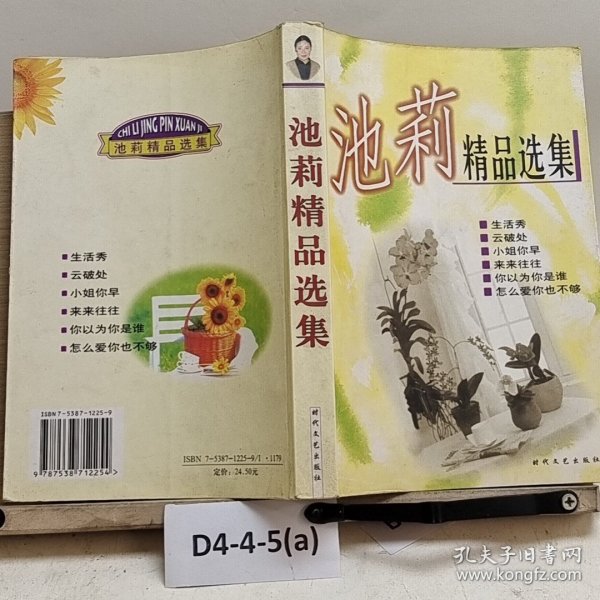 CHI LI JING PIN XUAN JI
池莉精品选集
生活秀
云破处
小姐你早
来来往往
你以为你是谁
怎么爱你也不够
ISBN 7-5387-1225-9
9 787538 712254 >
ISBN 7-5387-1225-9/I·1179
定价:24.50元
池莉精品选集
时代文艺出版社
池莉
精品选集
生活秀
云破处
小姐你早
来来往往
你以为你是谁
怎么爱你也不够
时代文艺出版社
D4-4-5(a)
孔夫子旧书网
www.kongfz.com